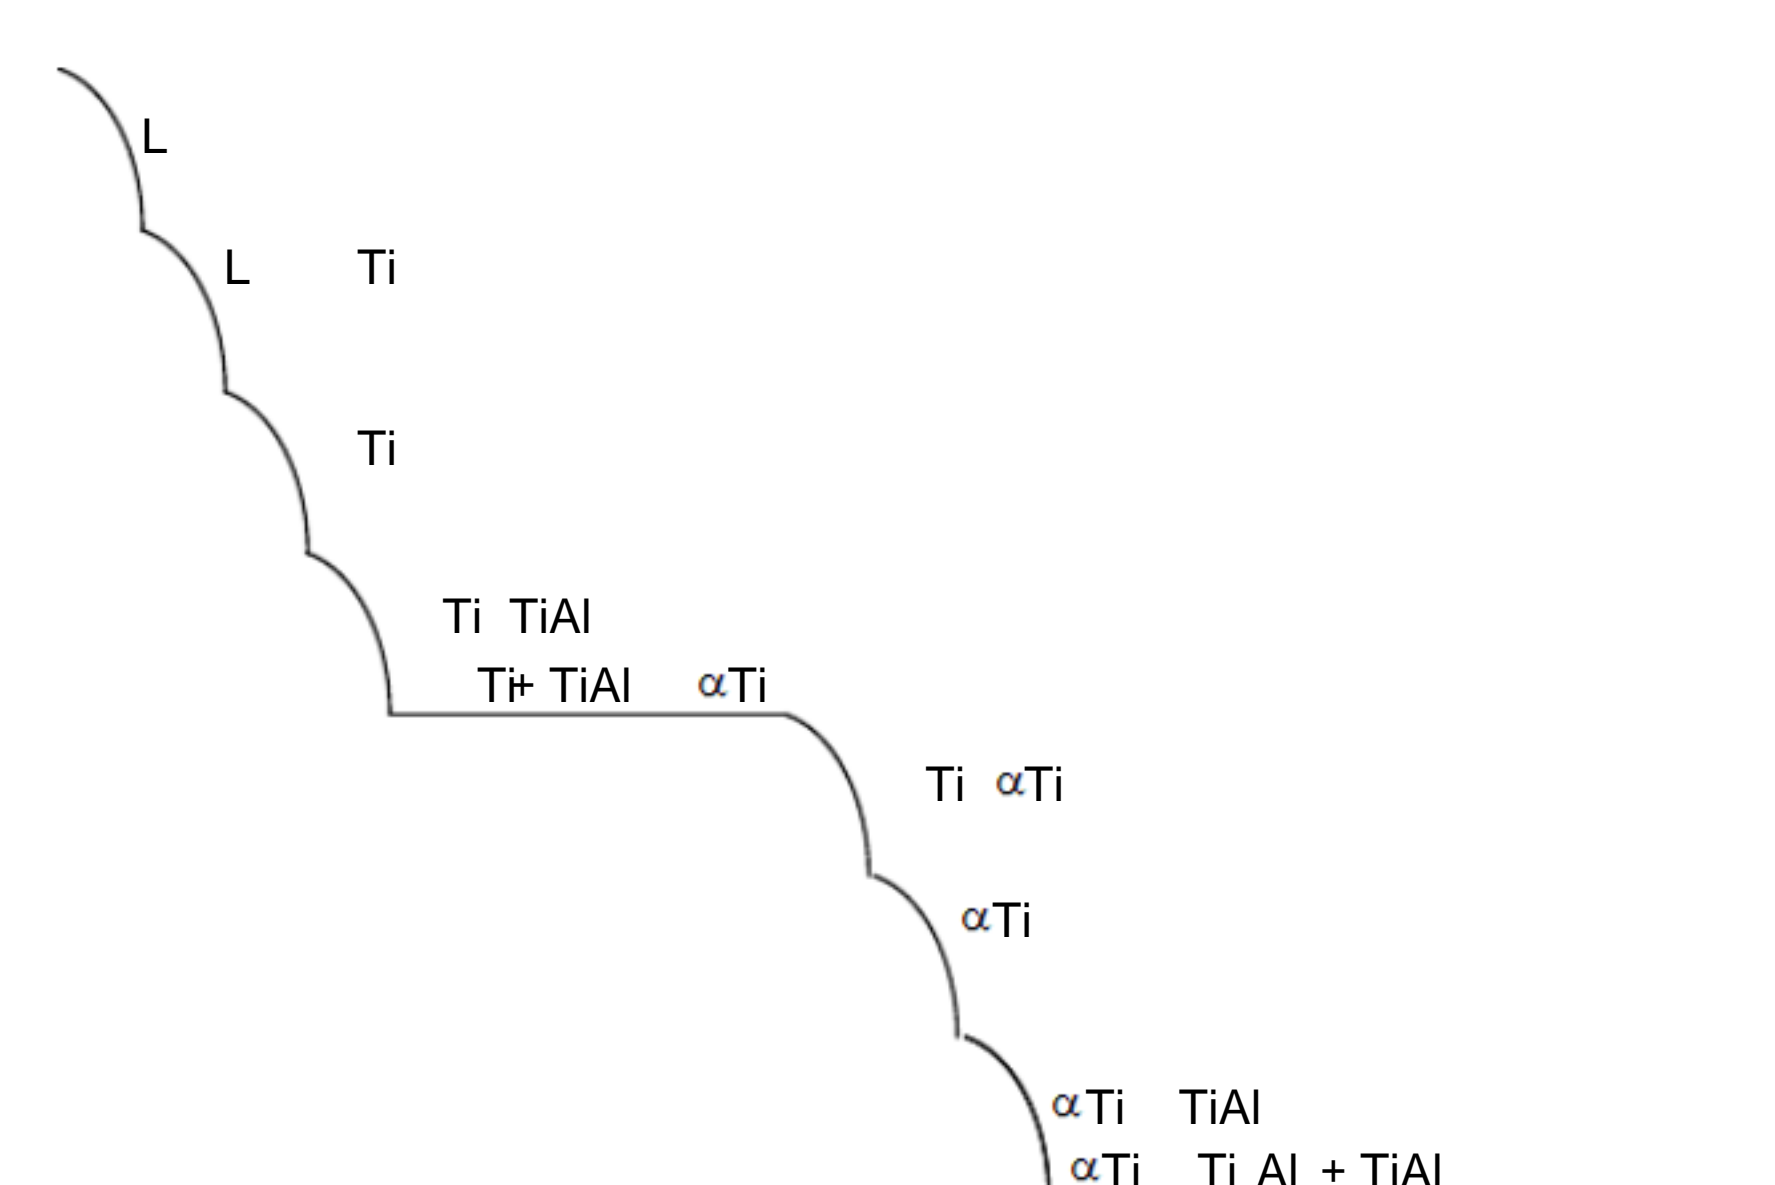 L
L Ti
Ti
Ti TiAl
Ti+ TiAl αTi
Ti αTi
αTi
αTi TiAl
αTi Ti Al + TiAl